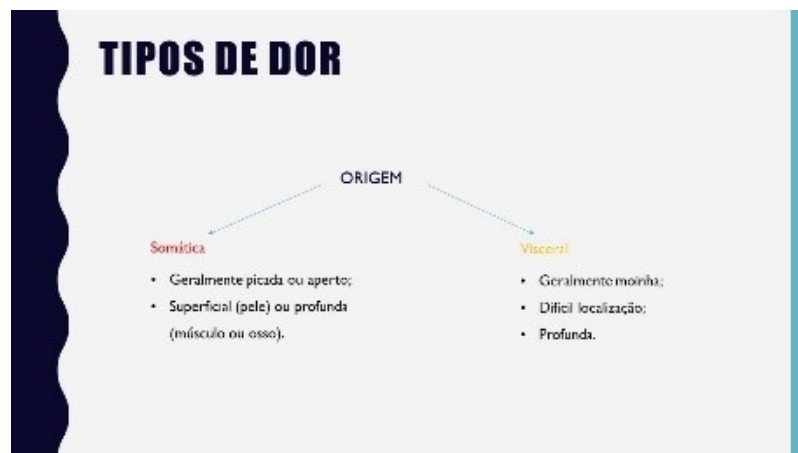 TIPOS DE DOR
ORIGEM
Somática
• Geralmente picada ou aperto;
• Superficial (pele) ou profunda
(músculo ou osso).
Visceral
• Geralmente moinha;
• Difícil localização;
• Profunda.